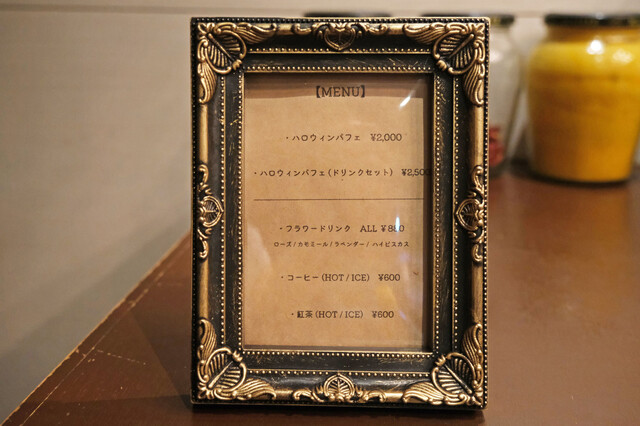 【MENU】
・ハロウィンパフェ ¥2,000
・ハロウィンパフェ(ドリンクセット) ¥2,500
・フラワードリンク ALL ¥880
ローズ/カモミール/ラベンダー/ハイビスカス
・コーヒー(HOT/ICE) ¥600
・紅茶(HOT/ICE) ¥600